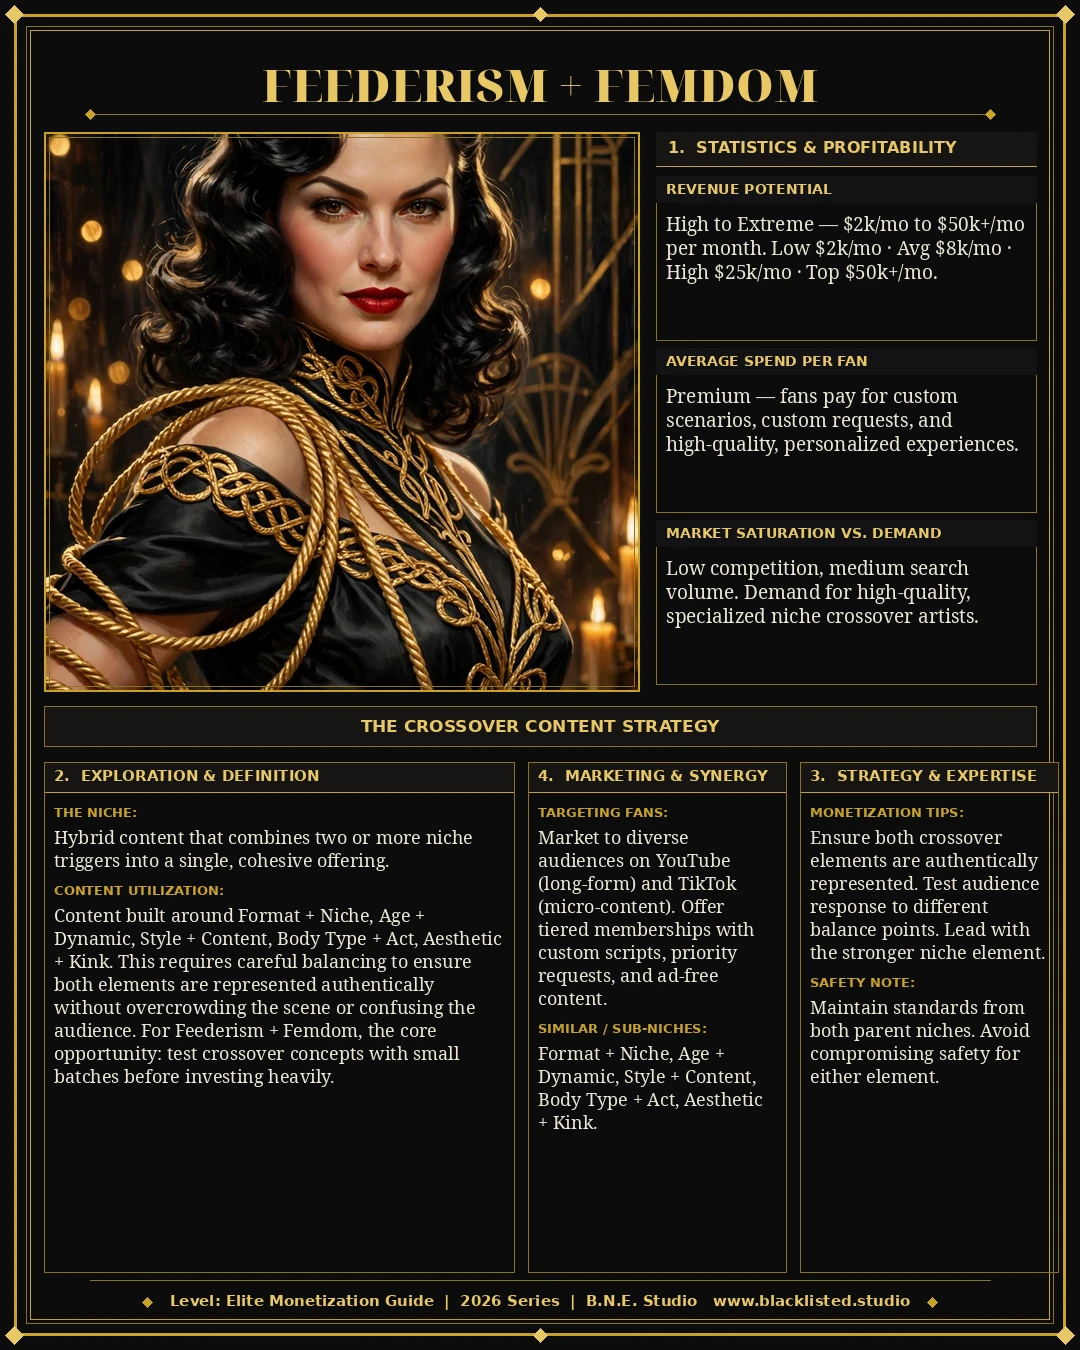 FEEDERISM + FEMDOM
1. STATISTICS & PROFITABILITY
REVENUE POTENTIAL
High to Extreme — $2k/mo to $50k+/mo
per month. Low $2k/mo · Avg $8k/mo ·
High $25k/mo · Top $50k+/mo.
AVERAGE SPEND PER FAN
Premium — fans pay for custom
scenarios, custom requests, and
high-quality, personalized experiences.
MARKET SATURATION VS. DEMAND
Low competition, medium search
volume. Demand for high-quality,
specialized niche crossover artists.
THE CROSSOVER CONTENT STRATEGY
2. EXPLORATION & DEFINITION
THE NICHE:
Hybrid content that combines two or more niche
triggers into a single, cohesive offering.
CONTENT UTILIZATION:
Content built around Format + Niche, Age +
Dynamic, Style + Content, Body Type + Act, Aesthetic
+ Kink. This requires careful balancing to ensure
both elements are represented authentically
without overcrowding the scene or confusing the
audience. For Feederism + Femdom, the core
opportunity: test crossover concepts with small
batches before investing heavily.
4. MARKETING & SYNERGY
TARGETING FANS:
Market to diverse
audiences on YouTube
(long-form) and TikTok
(micro-content). Offer
tiered memberships with
custom scripts, priority
requests, and ad-free
content.
SIMILAR / SUB-NICHES:
Format + Niche, Age +
Dynamic, Style + Content,
Body Type + Act, Aesthetic
+ Kink.
3. STRATEGY & EXPERTISE
MONETIZATION TIPS:
Ensure both crossover
elements are authentically
represented. Test audience
response to different
balance points. Lead with
the stronger niche element.
SAFETY NOTE:
Maintain standards from
both parent niches. Avoid
compromising safety for
either element.
Level: Elite Monetization Guide | 2026 Series | B.N.E. Studio www.blacklisted.studio